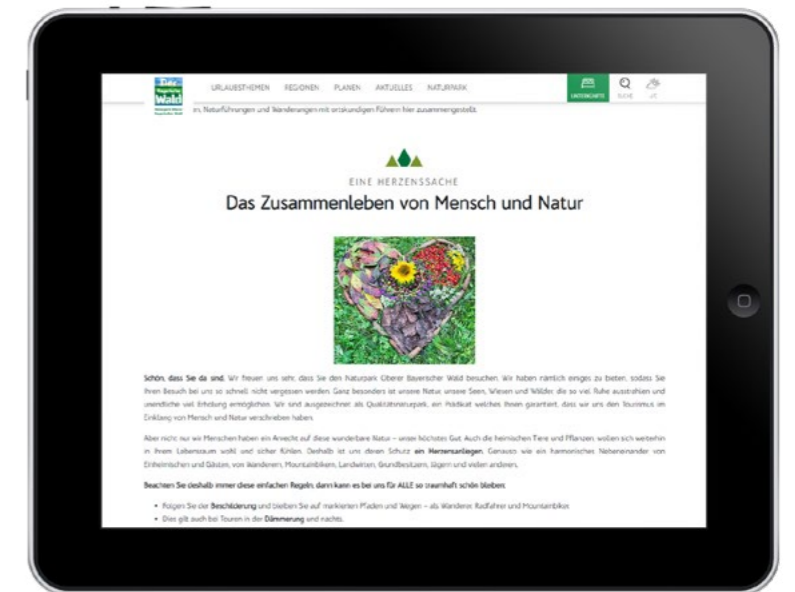 Wald
URLAUBSTHEMEN REGIONEN PLANEN AKTUELLES NATURPARK
UNTERKÜNFTE SUCHE
en, Naturführungen und Wanderungen mit ortskundigen Führern hier zusammengestellt.
EINE HERZENSSACHE
Das Zusammenleben von Mensch und Natur
Schön, dass Sie da sind. Wir freuen uns sehr, dass Sie den Naturpark Oberer Bayerischer Wald besuchen. Wir haben nämlich einiges zu bieten, sodass Sie
Ihren Besuch bei uns so schnell nicht vergessen werden. Ganz besonders ist unsere Natur, unsere Seen, Wiesen und Wälder, die so viel Ruhe ausstrahlen und
unendliche viel Erholung ermöglichen. Wir sind ausgezeichnet als Qualitätsnaturpark, ein Prädikat welches Ihnen garantiert, dass wir uns dem Tourismus im
Einklang von Mensch und Natur verschrieben haben.
Aber nicht nur wir Menschen haben ein Anrecht auf diese wunderbare Natur – unser höchstes Gut. Auch die heimischen Tiere und Pflanzen wollen sich weiterhin
in ihrem Lebensraum wohl und sicher fühlen. Deshalb ist uns deren Schutz ein Herzensanliegen. Genauso wie ein harmonisches Nebeneinander von
Einheimischen und Gästen, von Wanderern, Mountainbikern, Landwirten, Grundbesitzern, Jägern und vielen anderen.
Beachten Sie deshalb immer diese einfachen Regeln, dann kann es bei uns für ALLE so traumhaft schön bleiben:
• Folgen Sie der Beschilderung und bleiben Sie auf markierten Pfaden und Wegen – als Wanderer, Radfahrer und Mountainbiker.
• Dies gilt auch bei Touren in der Dämmerung und nachts.